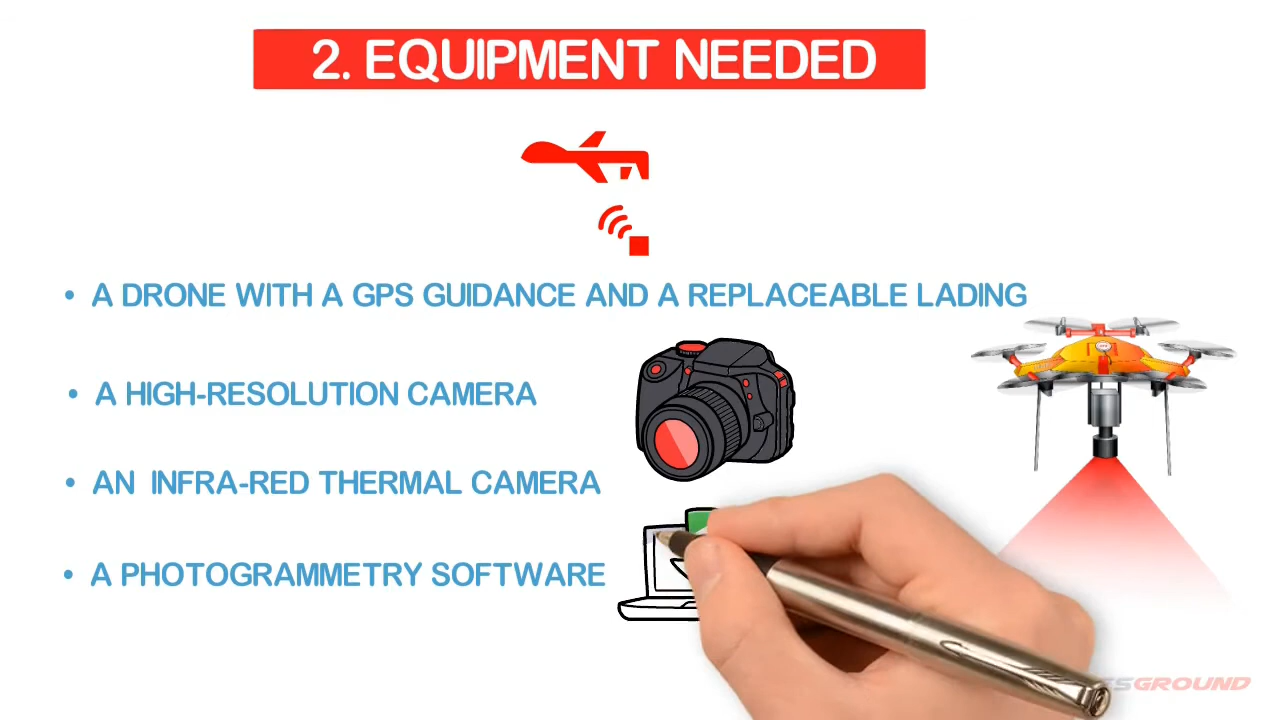 2. EQUIPMENT NEEDED
• A DRONE WITH A GPS GUIDANCE AND A REPLACEABLE LADING
• A HIGH-RESOLUTION CAMERA
• AN INFRA-RED THERMAL CAMERA
• A PHOTOGRAMMETRY SOFTWARE
ESGROUND